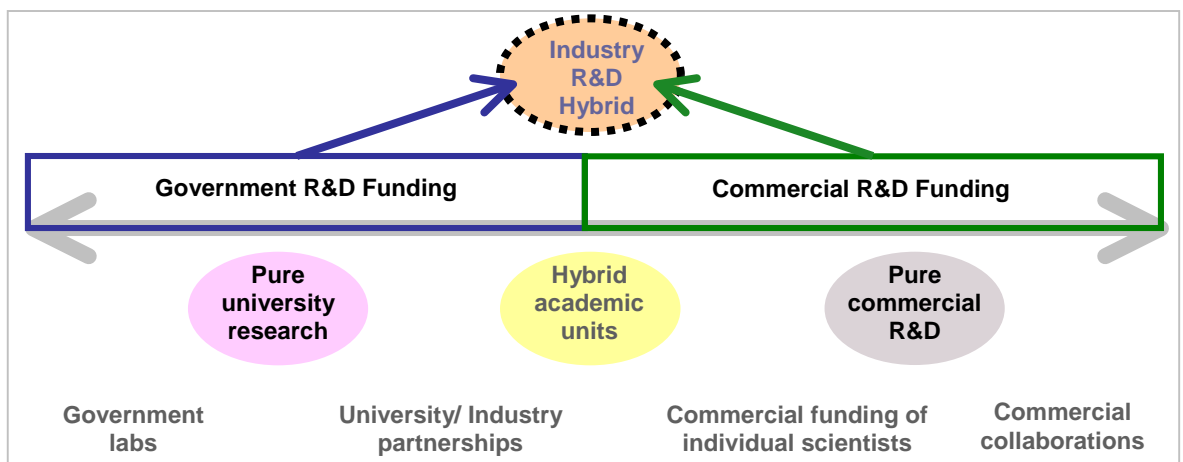 Industry
R&D
Hybrid
Government R&D Funding
Commercial R&D Funding
Pure
university
research
Hybrid
academic
units
Pure
commercial
R&D
Government
labs
University/ Industry
partnerships
Commercial funding of
individual scientists
Commercial
collaborations